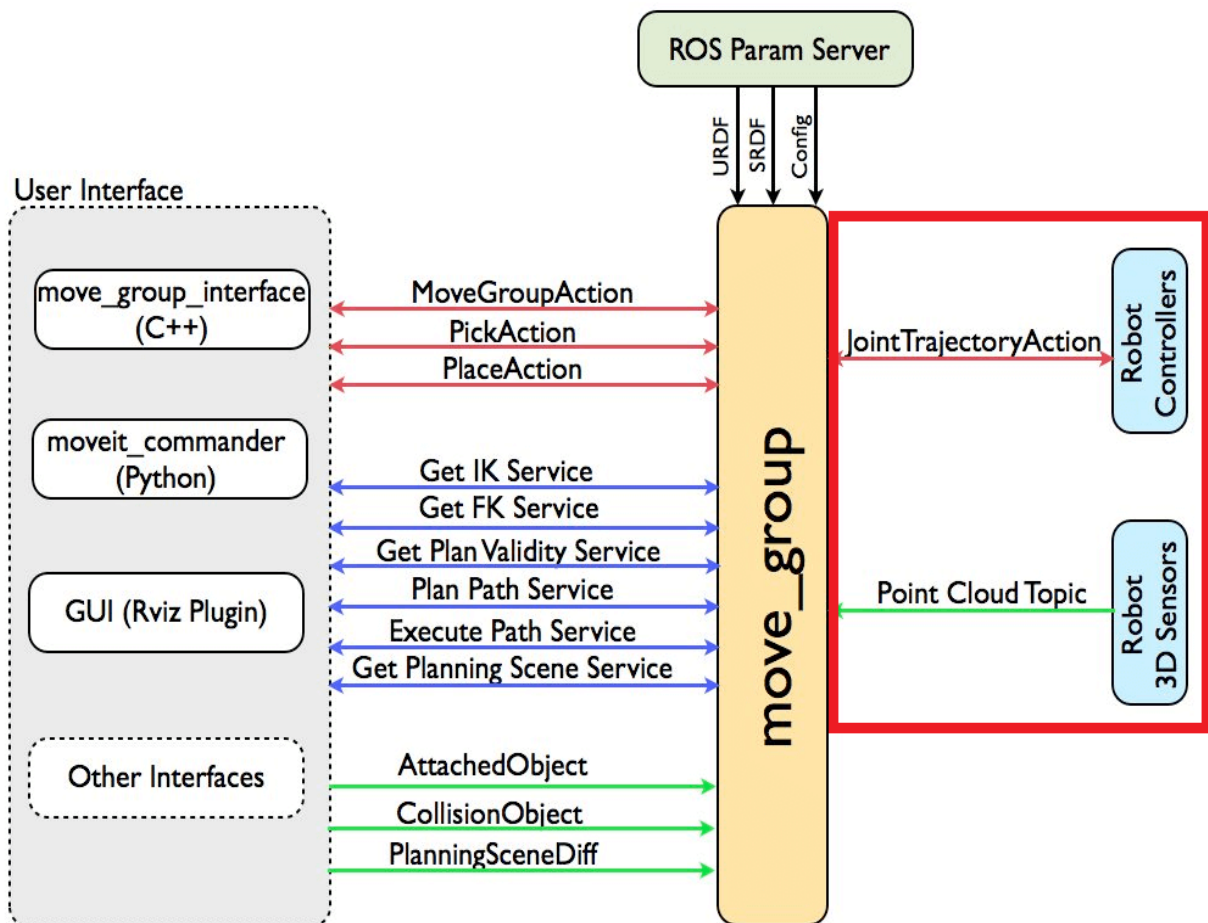 ROS Param Server
URDF
SRDF
Config
User Interface
move_group_interface
(C++)
moveit_commander
(Python)
GUI (Rviz Plugin)
Other Interfaces
MoveGroupAction
PickAction
PlaceAction
Get IK Service
Get FK Service
Get Plan Validity Service
Plan Path Service
Execute Path Service
Get Planning Scene Service
AttachedObject
CollisionObject
PlanningSceneDiff
move_group
JointTrajectoryAction
Robot
Controllers
Point Cloud Topic
Robot
3D Sensors